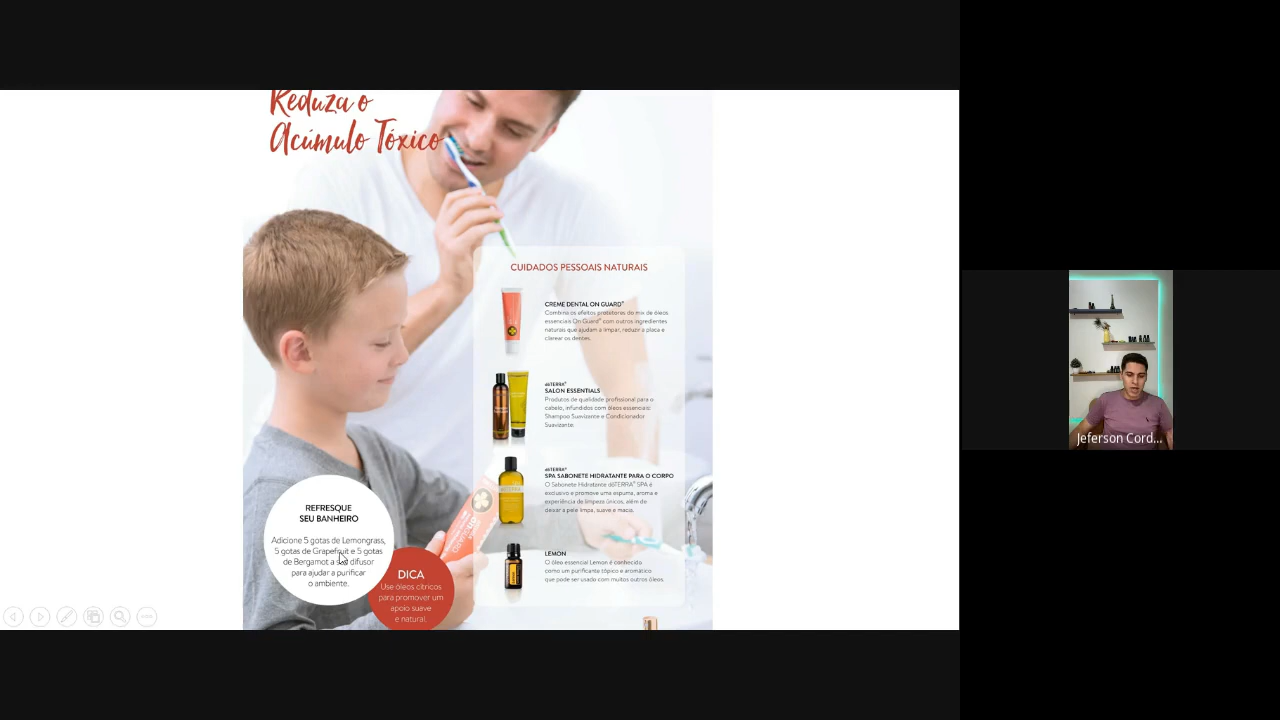 Reduza o
Acúmulo Tóxico
CUIDADOS PESSOAIS NATURAIS
CREME DENTAL ON GUARD®
Combina os efeitos protetores do mix de óleos
essenciais On Guard® com outros ingredientes
naturais que ajudam a limpar, reduzir a placa e
clarear os dentes.
dōTERRA®
SALON ESSENTIALS
Produtos de qualidade profissional para o
cabelo, infundidos com óleos essenciais:
Shampoo Suavizante e Condicionador
Suavizante.
dōTERRA®
SPA SABONETE HIDRATANTE PARA O CORPO
O Sabonete Hidratante dōTERRA® SPA é
exclusivo e promove uma espuma, aroma e
experiência de limpeza únicos, além de
deixar a pele limpa, suave e macia.
LEMON
O óleo essencial Lemon é conhecido
como um purificante tópico e aromático
que pode ser usado com muitos outros óleos.
REFRESQUE
SEU BANHEIRO
Adicione 5 gotas de Lemongrass,
5 gotas de Grapefruit e 5 gotas
de Bergamot a seu difusor
para ajudar a purificar
o ambiente.
DICA
Use óleos cítricos
para promover um
apoio suave
e natural.
Jeferson Cord...